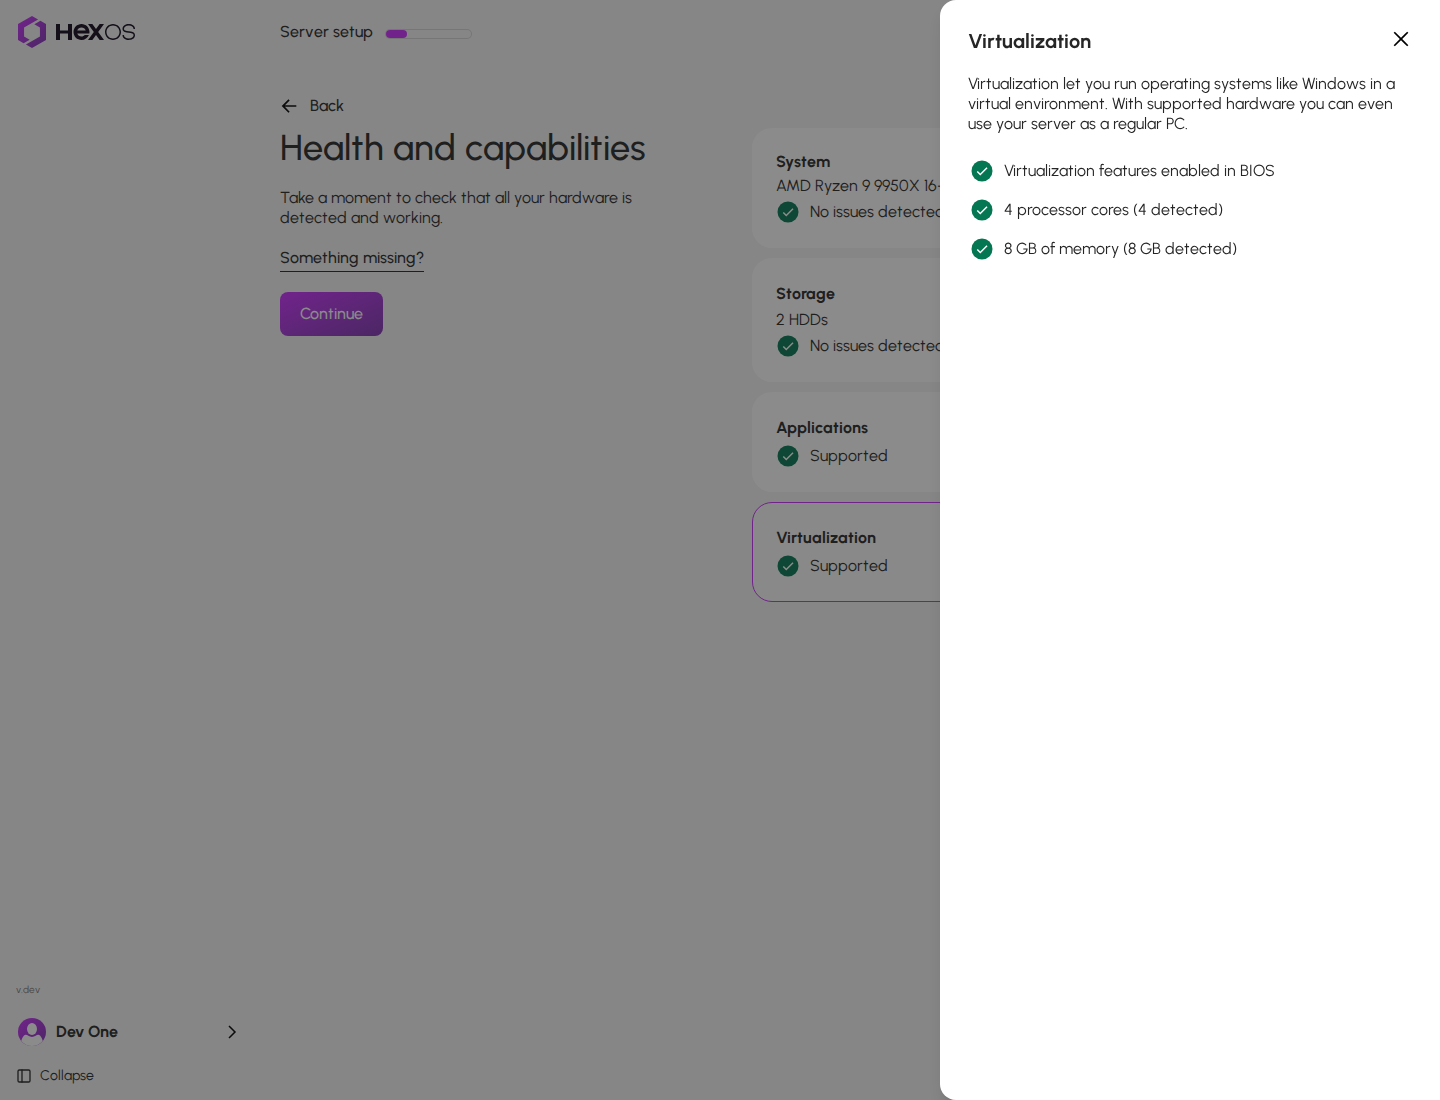 HexOS
Server setup
Back
Health and capabilities
Take a moment to check that all your hardware is
detected and working.
Something missing?
Continue
System
AMD Ryzen 9 9950X 16-
No issues detected
Storage
2 HDDs
No issues detected
Applications
Supported
Virtualization
Supported
Virtualization
Virtualization let you run operating systems like Windows in a
virtual environment. With supported hardware you can even
use your server as a regular PC.
Virtualization features enabled in BIOS
4 processor cores (4 detected)
8 GB of memory (8 GB detected)
v.dev
Dev One
Collapse